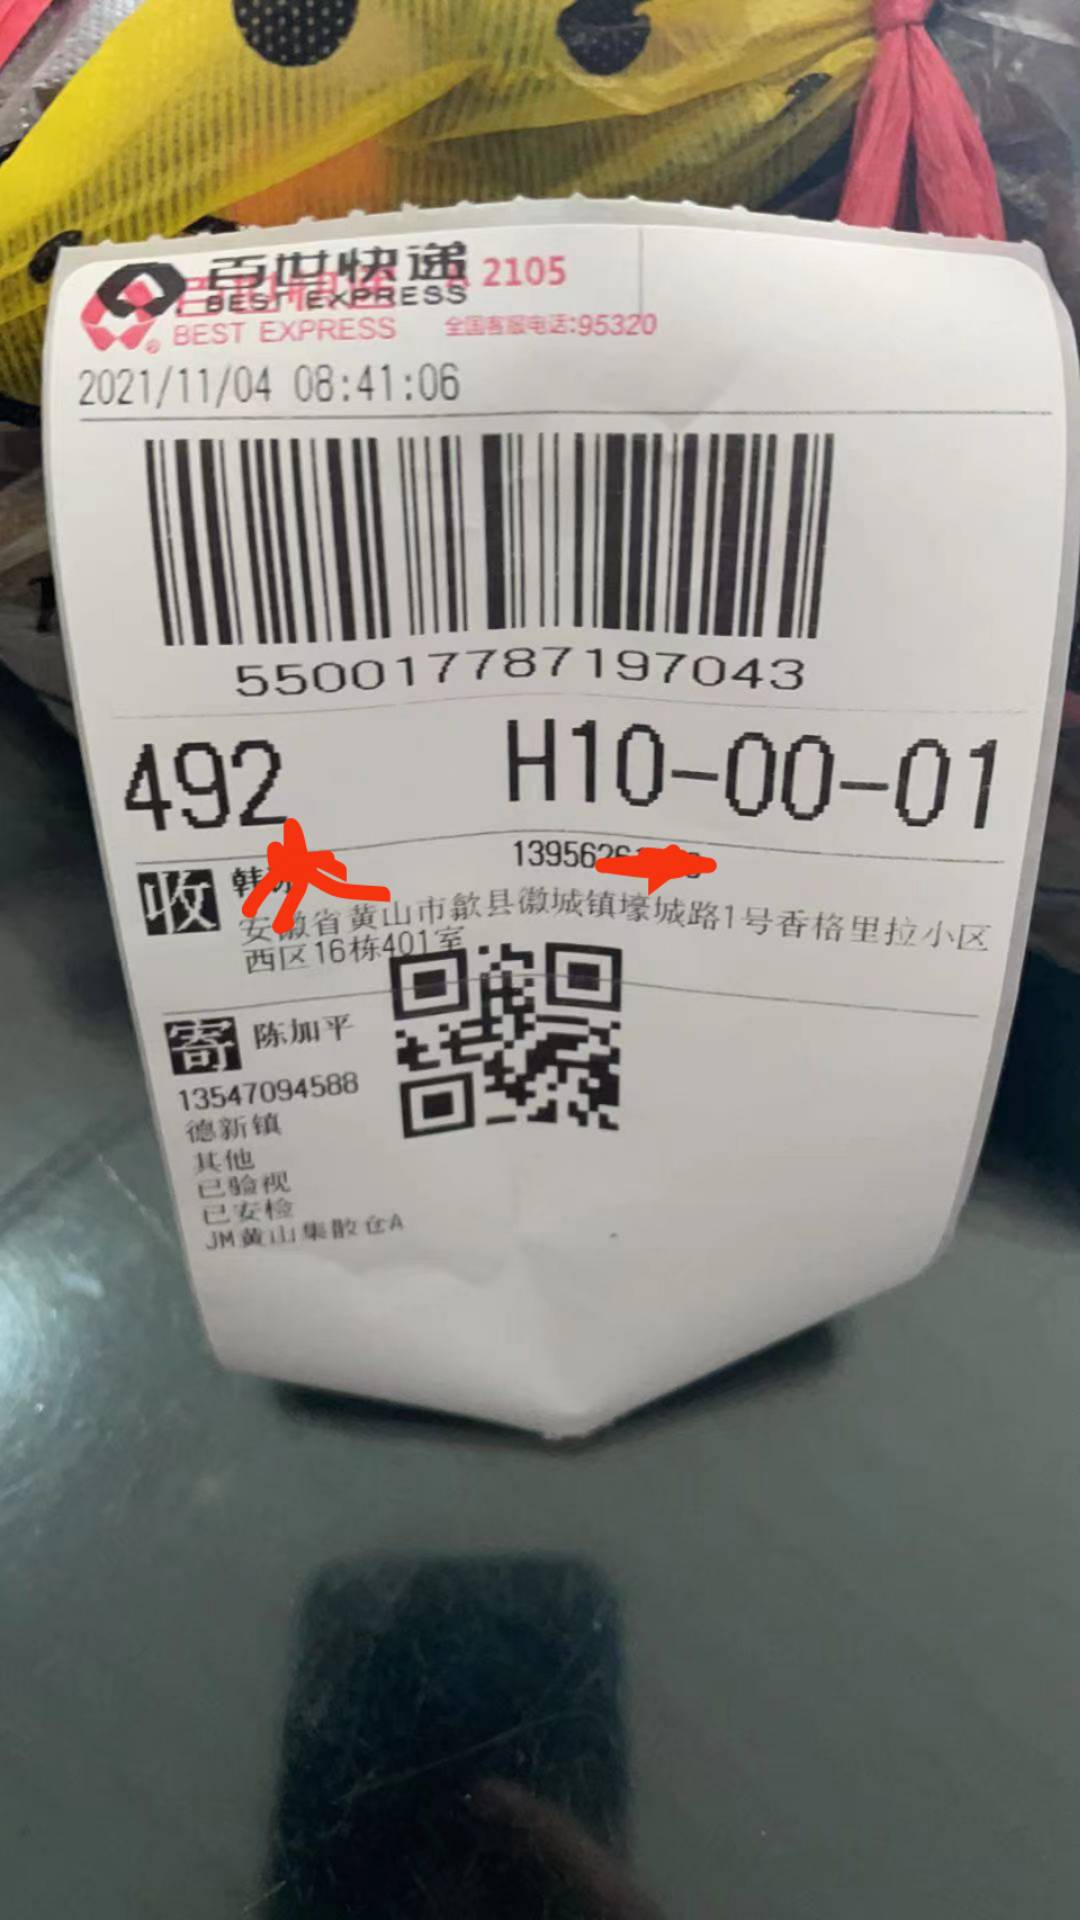 百世快递 2105
BEST EXPRESS
BEST EXPRESS 全国客服电话:95320
2021/11/04 08:41:06
550017787197043
492 H10-00-01
收 韩 13956
安徽省黄山市歙县徽城镇壕城路1号香格里拉小区
西区16栋401室
寄 陈加平
13547094588
德新镇
其他
已验视
已安检
JM黄山集散仓A